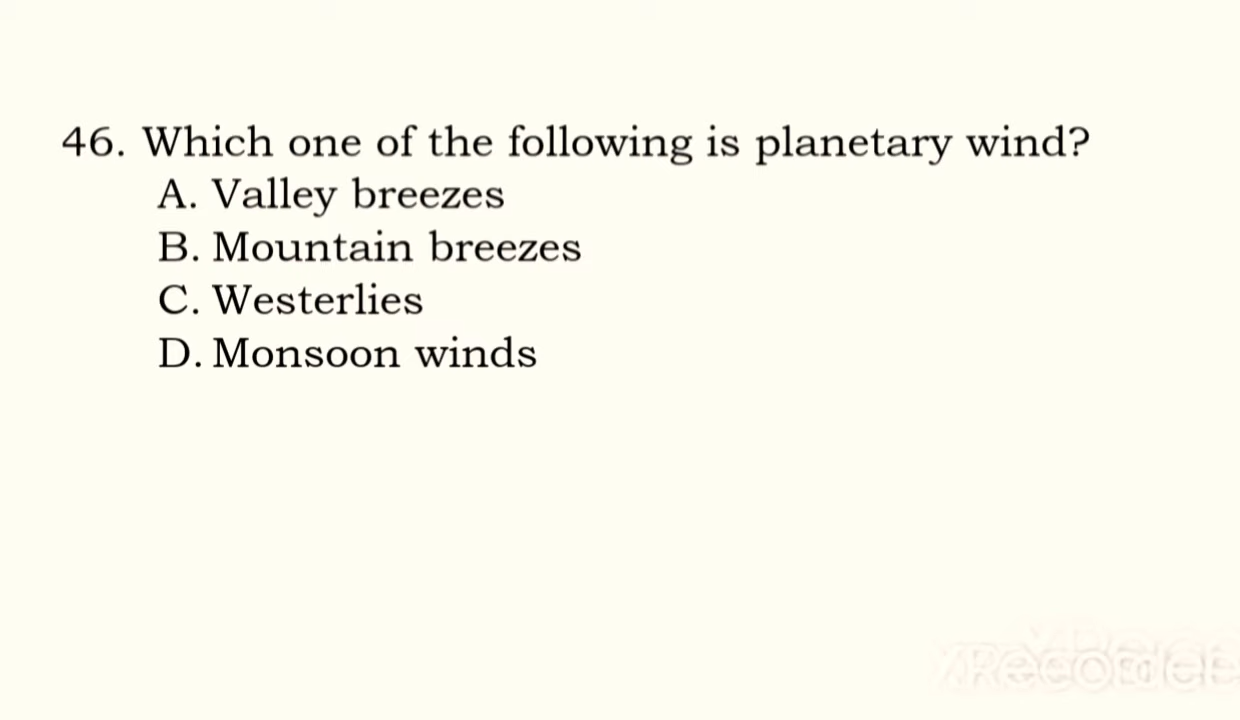 46. Which one of the following is planetary wind?
A. Valley breezes
B. Mountain breezes
C. Westerlies
D. Monsoon winds